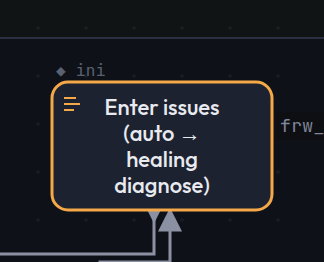 ◆ ini
Enter issues
(auto →
healing
diagnose)
frw_